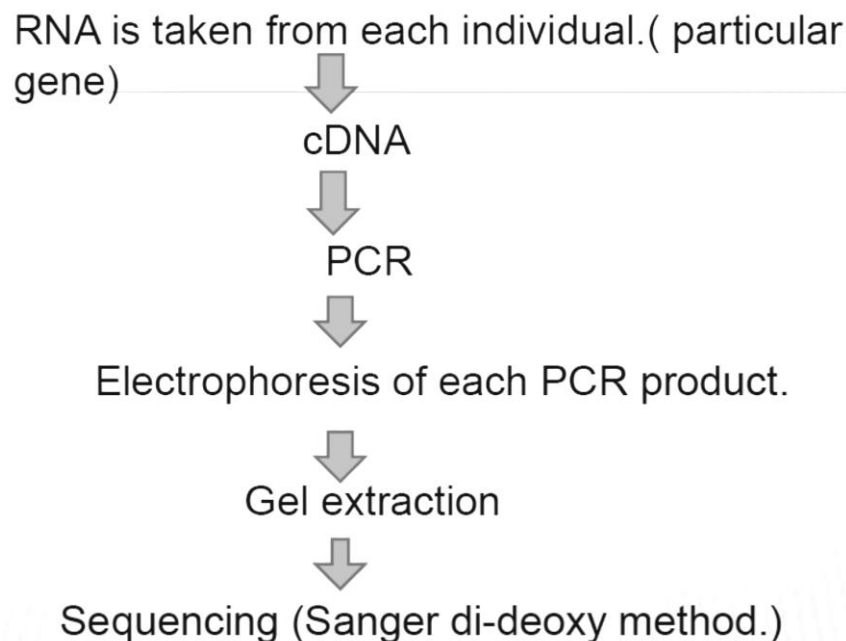 RNA is taken from each individual.( particular
gene)
cDNA
PCR
Electrophoresis of each PCR product.
Gel extraction
Sequencing (Sanger di-deoxy method.)